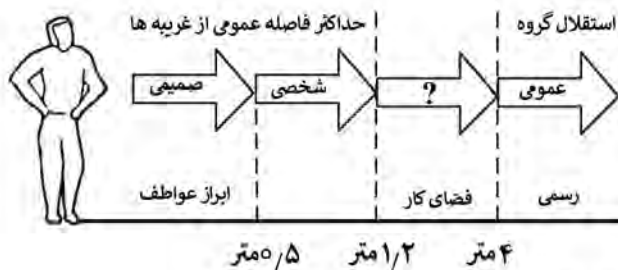 استقلال گروه
حداکثر فاصله عمومی از غریبه ها
صمیمی
شخصی
?
عمومی
ابراز عواطف
فضای کار
رسمی
۰/۵متر
۱/۲متر
۴متر